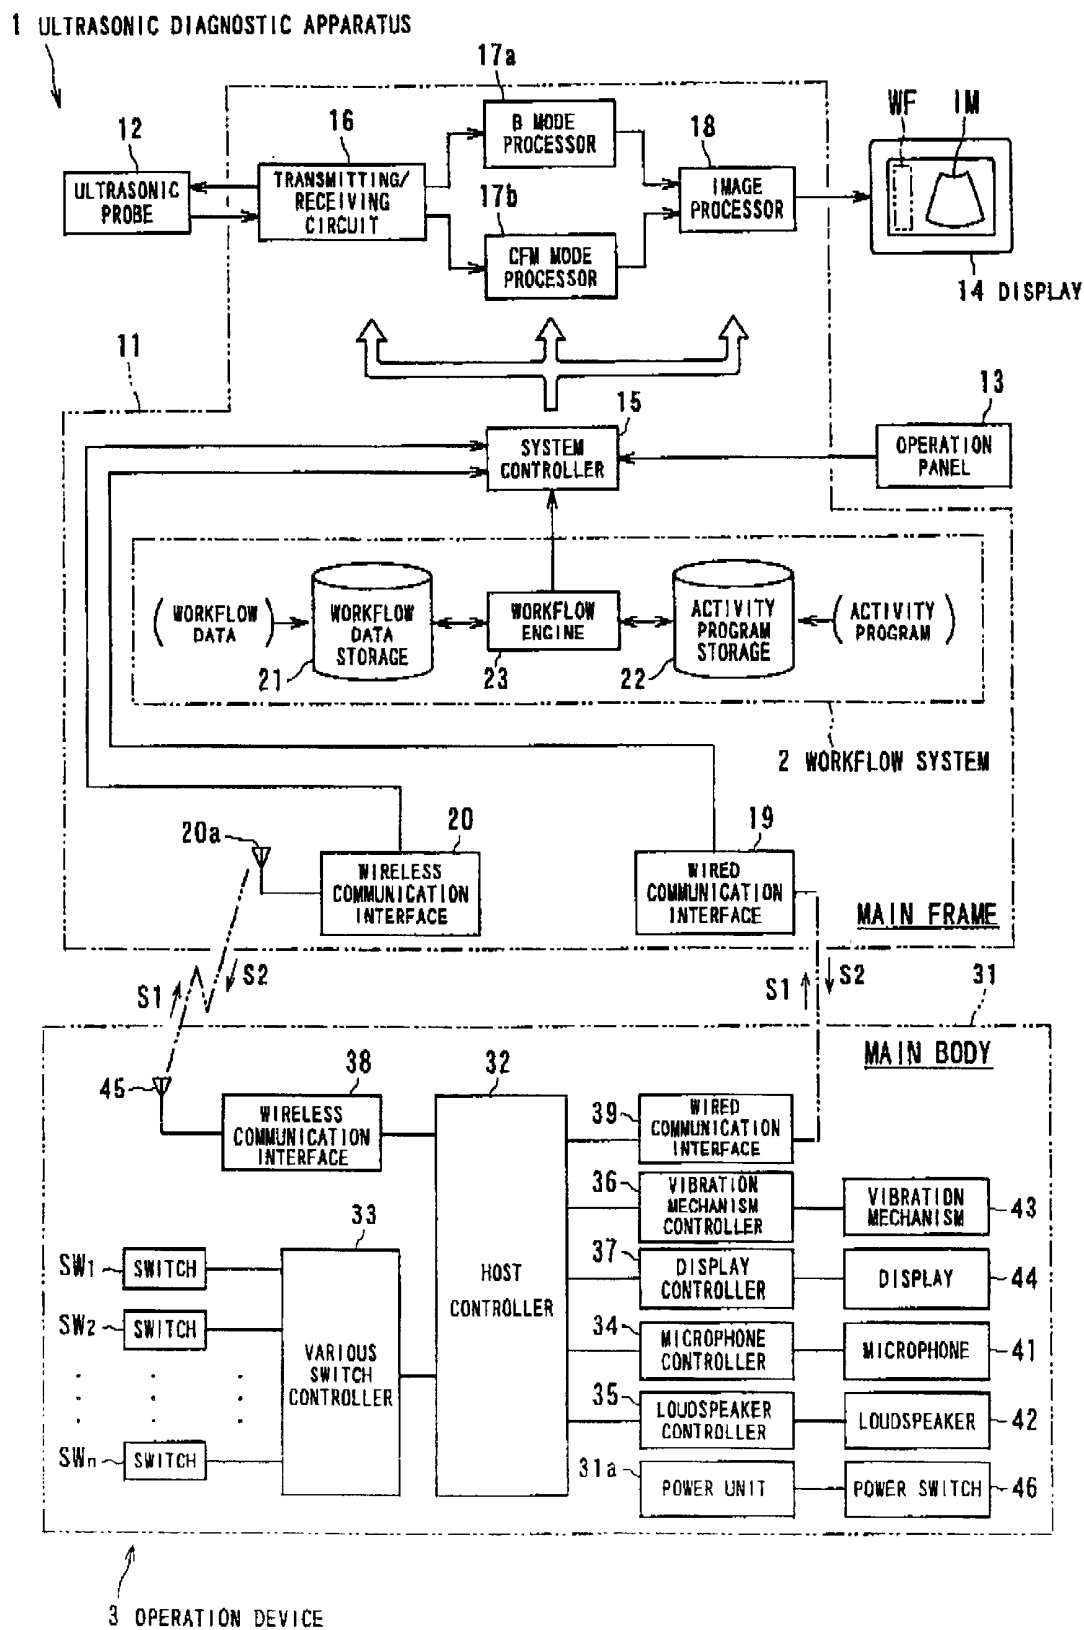 1 ULTRASONIC DIAGNOSTIC APPARATUS
17a
B MODE
PROCESSOR
WF
IM
12
ULTRASONIC
PROBE
16
TRANSMITTING/
RECEIVING
CIRCUIT
18
IMAGE
PROCESSOR
17b
CFM MODE
PROCESSOR
14 DISPLAY
11
15
SYSTEM
CONTROLLER
13
OPERATION
PANEL
(WORKFLOW
DATA)
WORKFLOW
DATA
STORAGE
21
WORKFLOW
ENGINE
23
ACTIVITY
PROGRAM
STORAGE
22
(ACTIVITY
PROGRAM)
2 WORKFLOW SYSTEM
20a
20
WIRELESS
COMMUNICATION
INTERFACE
19
WIRED
COMMUNICATION
INTERFACE
MAIN FRAME
S1
S2
S1
S2
31
MAIN BODY
45
38
WIRELESS
COMMUNICATION
INTERFACE
32
HOST
CONTROLLER
39
WIRED
COMMUNICATION
INTERFACE
36
VIBRATION
MECHANISM
CONTROLLER
VIBRATION
MECHANISM
43
33
VARIOUS
SWITCH
CONTROLLER
SW1
SWITCH
SW2
SWITCH
SWn
SWITCH
37
DISPLAY
CONTROLLER
DISPLAY
44
34
MICROPHONE
CONTROLLER
MICROPHONE
41
35
LOUDSPEAKER
CONTROLLER
LOUDSPEAKER
42
31a
POWER UNIT
POWER SWITCH
46
3 OPERATION DEVICE